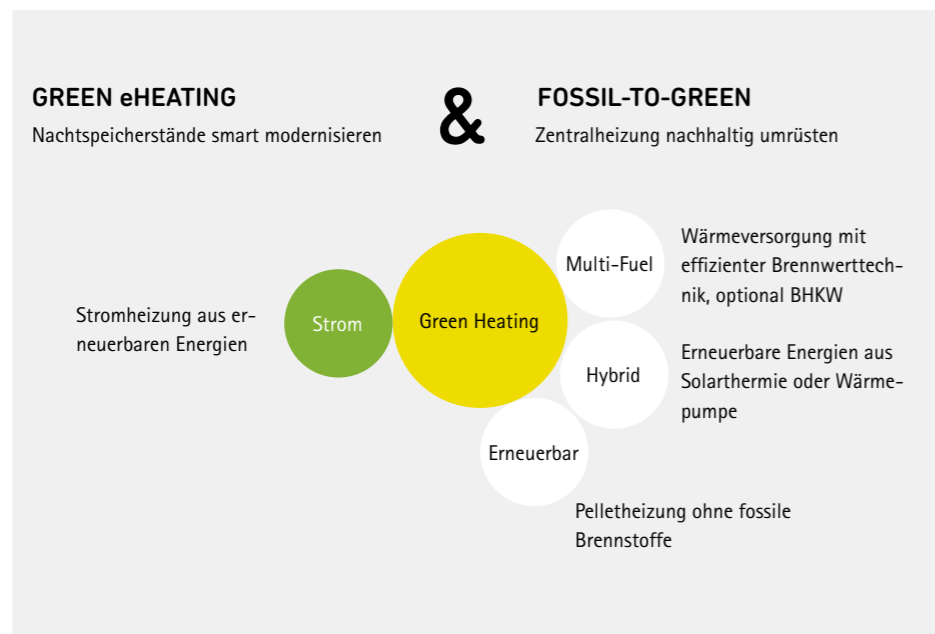 GREEN eHEATING
Nachtspeicherstände smart modernisieren
&
FOSSIL-TO-GREEN
Zentralheizung nachhaltig umrüsten
Stromheizung aus er-
neuerbaren Energien
Strom
Green Heating
Multi-Fuel
Wärmeversorgung mit
effizienter Brennwerttech-
nik, optional BHKW
Hybrid
Erneuerbare Energien aus
Solarthermie oder Wärme-
pumpe
Erneuerbar
Pelletheizung ohne fossile
Brennstoffe